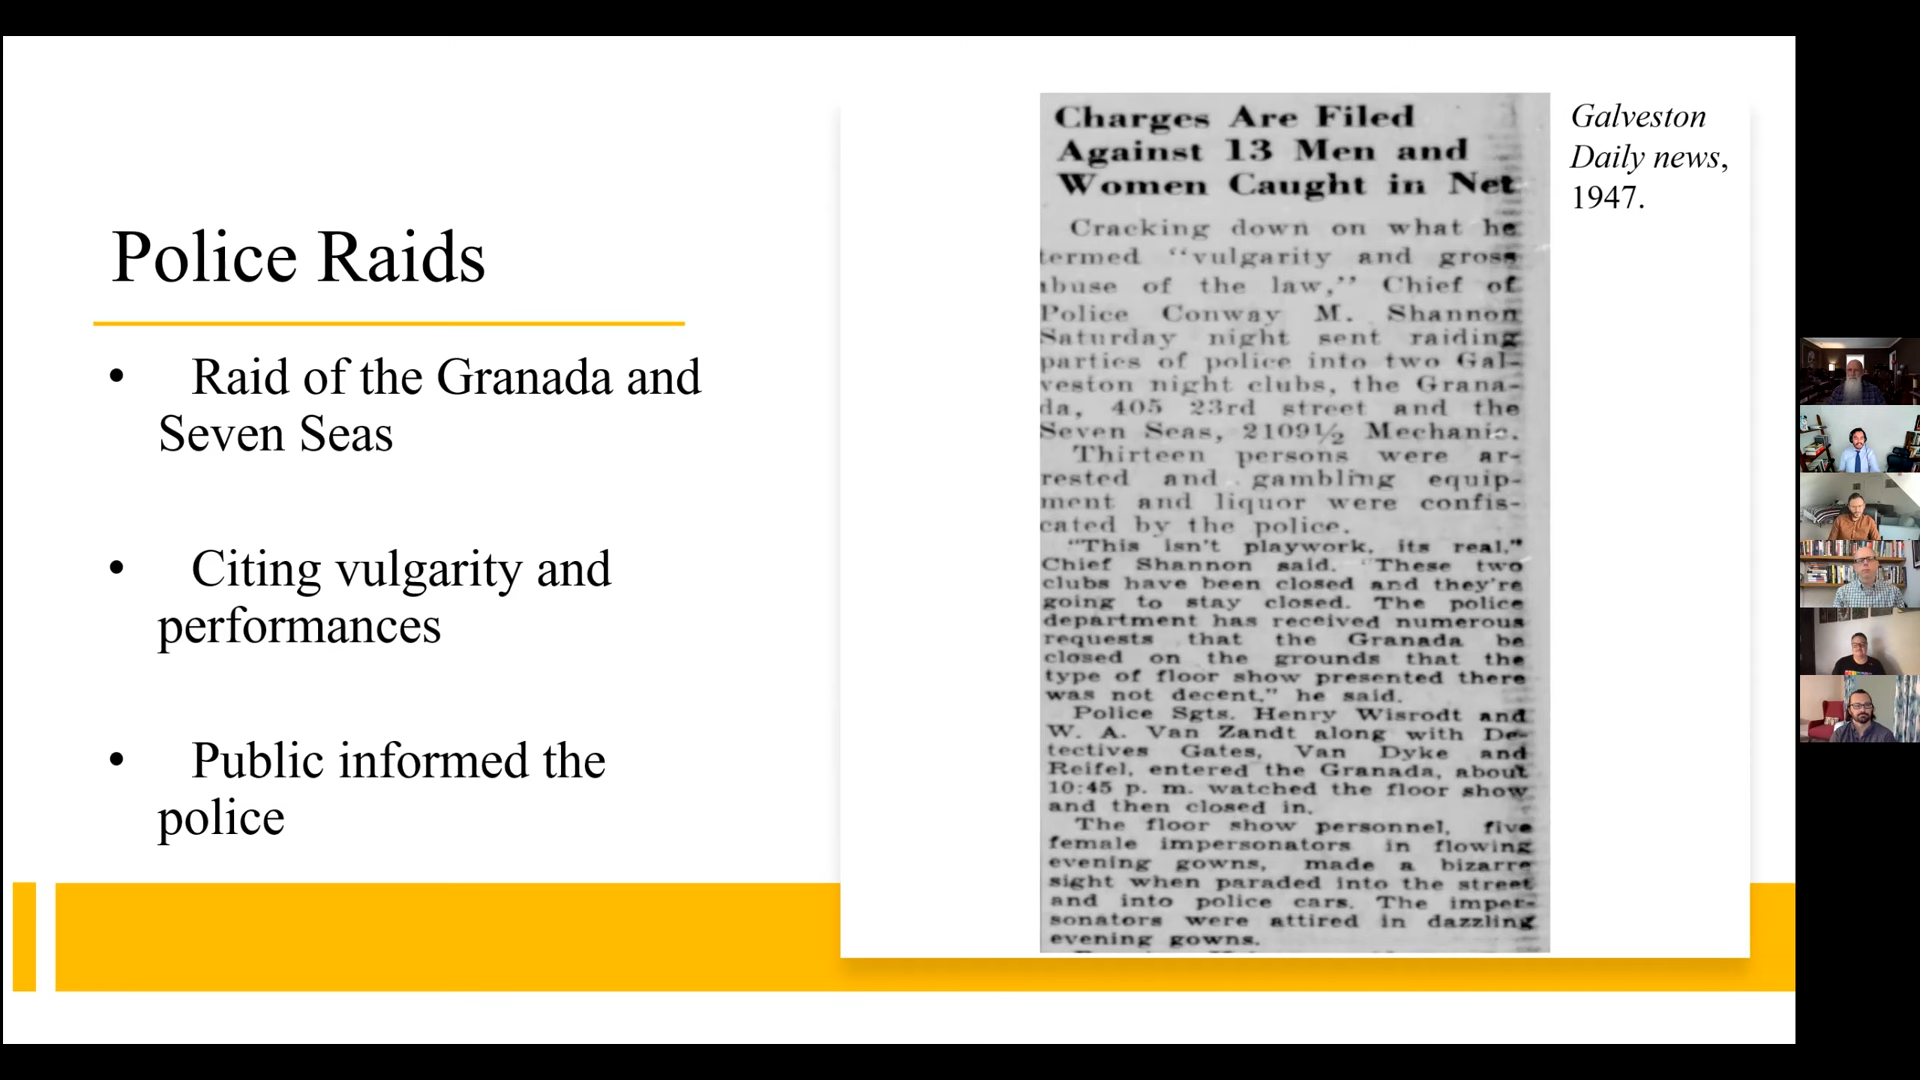 Police Raids
• Raid of the Granada and
Seven Seas
• Citing vulgarity and
performances
• Public informed the
police
Charges Are Filed
Against 13 Men and
Women Caught in Net
Cracking down on what he
termed “vulgarity and gross
abuse of the law,” Chief of
Police Conway M. Shannon
Saturday night sent raiding
parties of police into two Gal-
veston night clubs, the Grana-
da, 405 23rd street and the
Seven Seas, 2109½ Mechanic.
Thirteen persons were ar-
rested and gambling equip-
ment and liquor were confis-
cated by the police.
“This isn't playwork, its real,”
Chief Shannon said. “These two
clubs have been closed and they're
going to stay closed. The police
department has received numerous
requests that the Granada be
closed on the grounds that the
type of floor show presented there
was not decent,” he said.
Police Sgts. Henry Wisrodt and
W. A. Van Zandt along with De-
tectives Gates, Van Dyke and
Reifel, entered the Granada, about
10:45 p. m. watched the floor show
and then closed in.
The floor show personnel, five
female impersonators in flowing
evening gowns, made a bizarre
sight when paraded into the street
and into police cars. The imper-
sonators were attired in dazzling
evening gowns.
Galveston
Daily news,
1947.